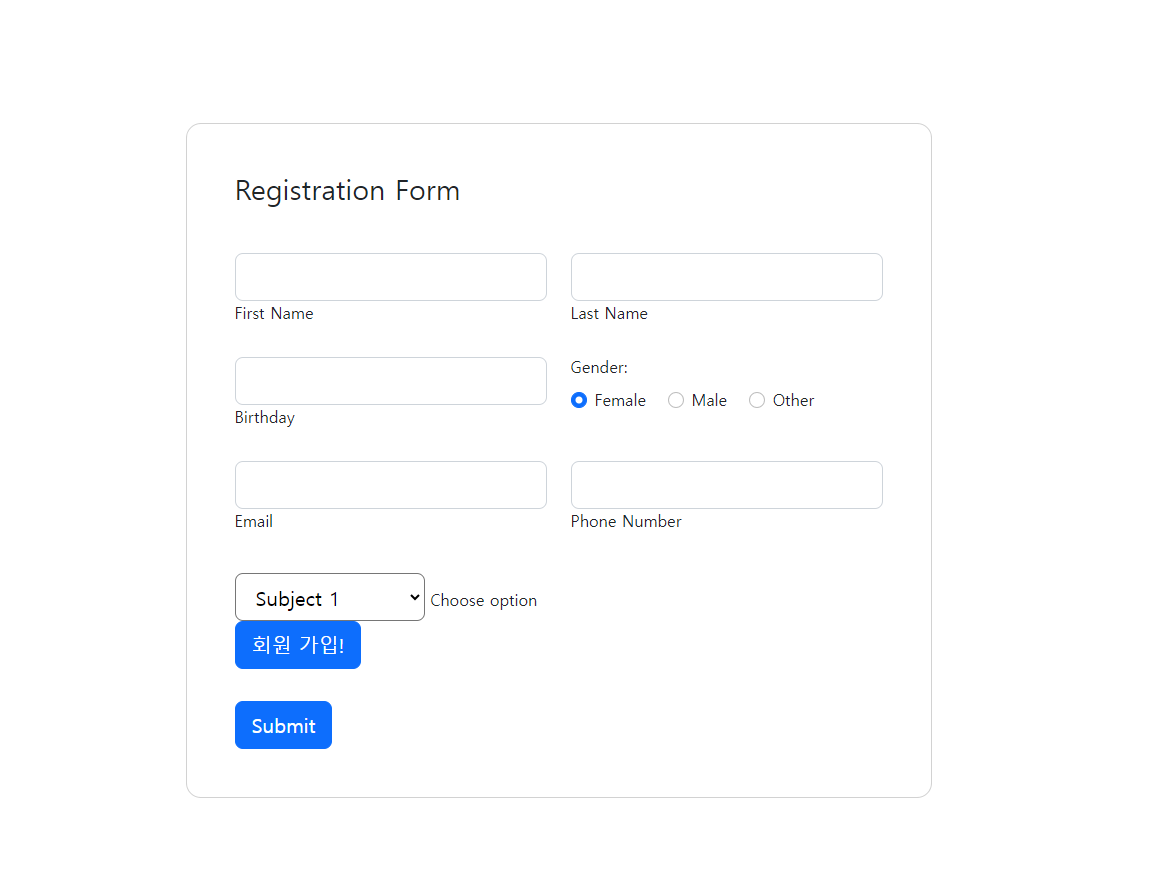 Registration Form
First Name Last Name
Gender:
Female Male Other
Birthday
Email Phone Number
Subject 1 Choose option
회원 가입!
Submit